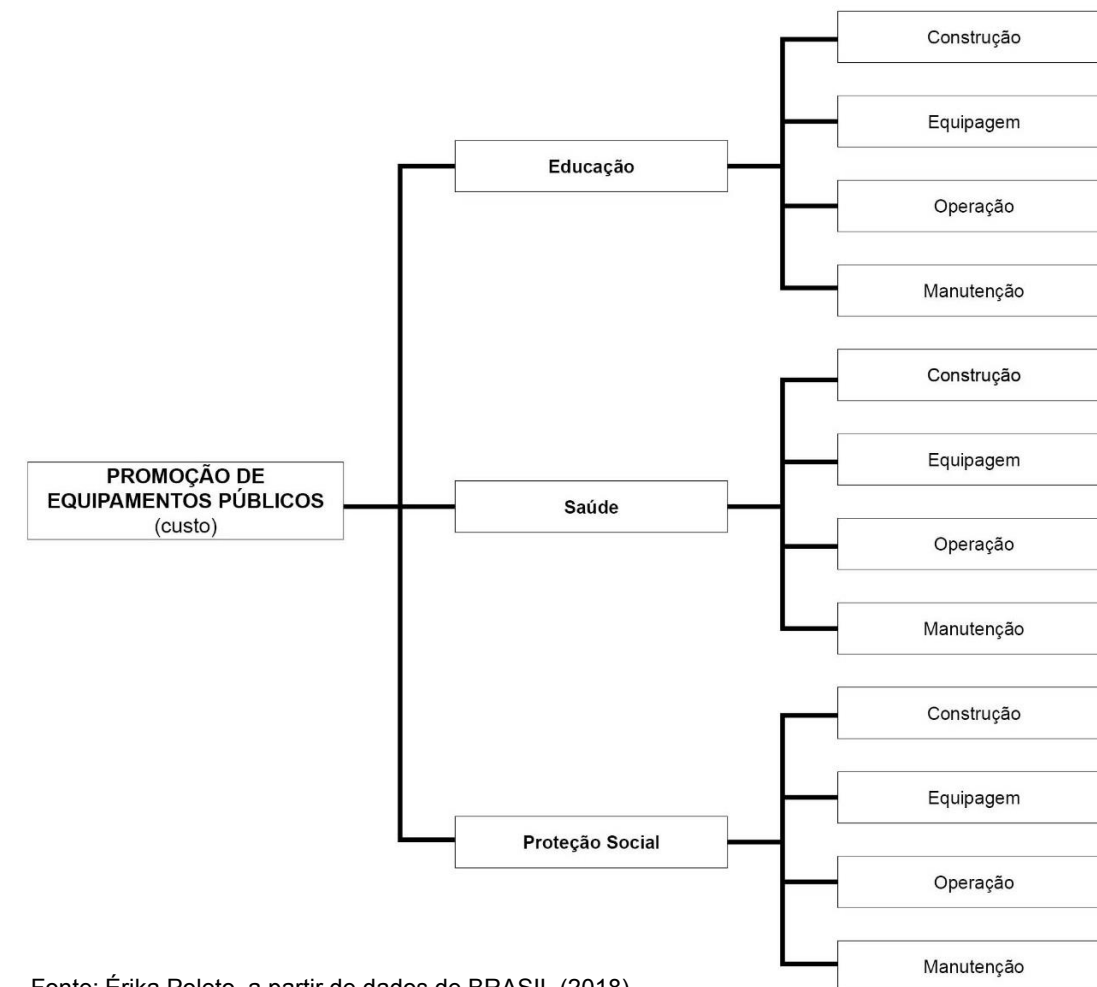 Construção
Equipagem
Educação
Operação
Manutenção
Construção
Equipagem
PROMOÇÃO DE
EQUIPAMENTOS PÚBLICOS
(custo)
Saúde
Operação
Manutenção
Construção
Equipagem
Proteção Social
Operação
Manutenção
Fonte: Érika Poleto, a partir de dados de BRASIL (2018)